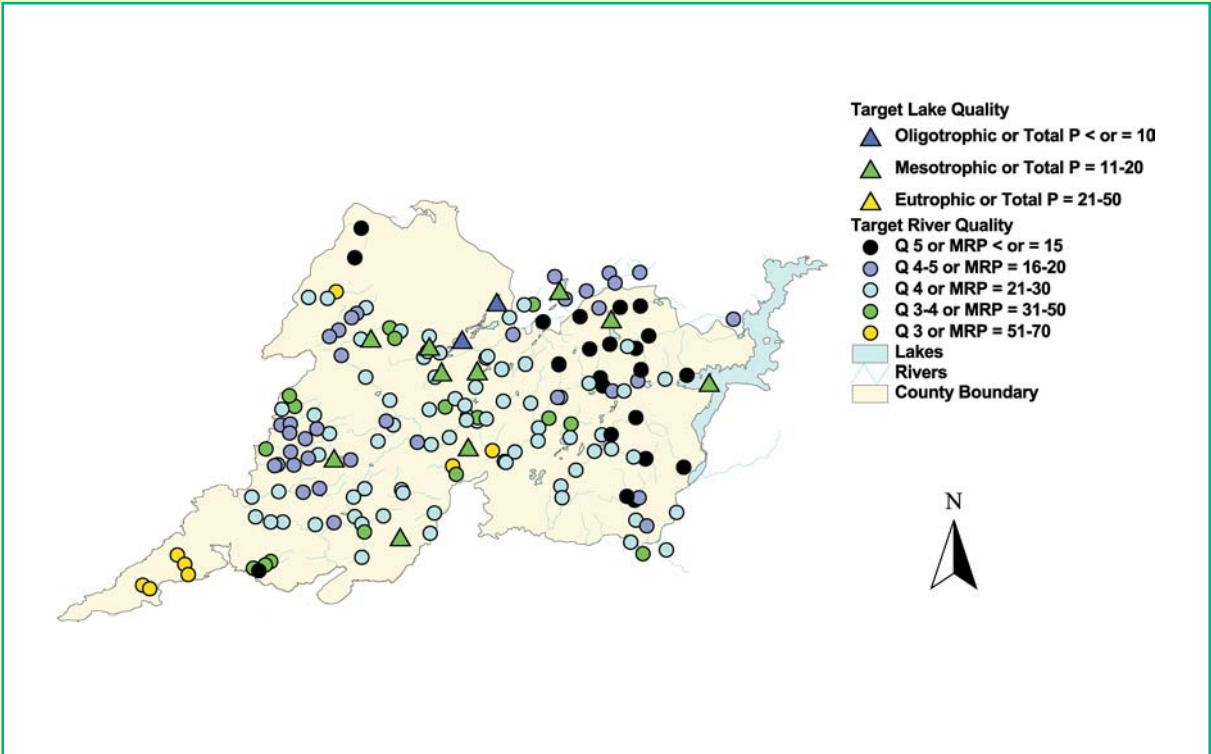 Target Lake Quality
Oligotrophic or Total P < or = 10
Mesotrophic or Total P = 11-20
Eutrophic or Total P = 21-50
Target River Quality
Q 5 or MRP < or = 15
Q 4-5 or MRP = 16-20
Q 4 or MRP = 21-30
Q 3-4 or MRP = 31-50
Q 3 or MRP = 51-70
Lakes
Rivers
County Boundary
N